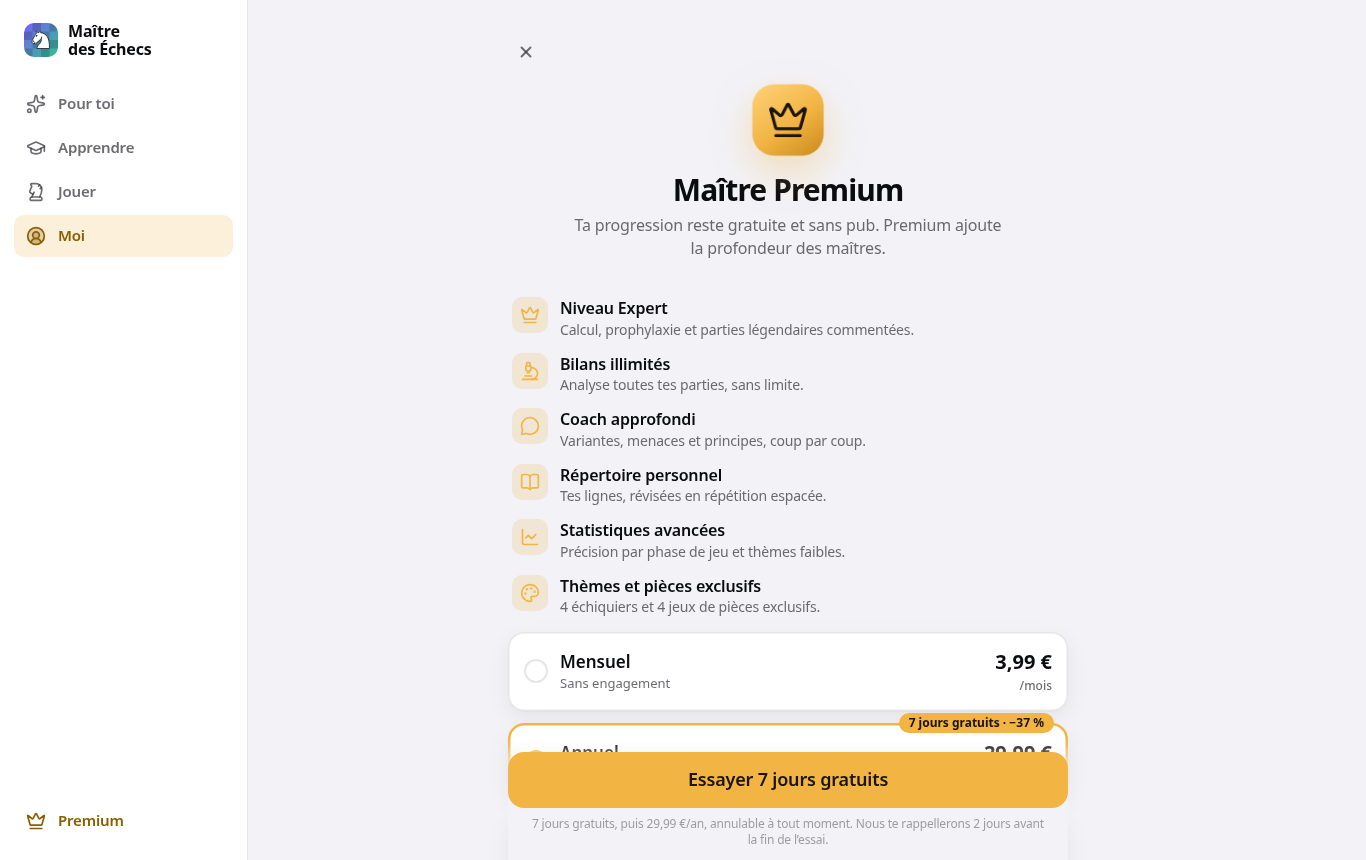 Maître
des Échecs
Pour toi
Apprendre
Jouer
Moi
Premium
Maître Premium
Ta progression reste gratuite et sans pub. Premium ajoute
la profondeur des maîtres.
Niveau Expert
Calcul, prophylaxie et parties légendaires commentées.
Bilans illimités
Analyse toutes tes parties, sans limite.
Coach approfondi
Variantes, menaces et principes, coup par coup.
Répertoire personnel
Tes lignes, révisées en répétition espacée.
Statistiques avancées
Précision par phase de jeu et thèmes faibles.
Thèmes et pièces exclusifs
4 échiquiers et 4 jeux de pièces exclusifs.
Mensuel
Sans engagement
3,99 €
/mois
7 jours gratuits · −37 %
Annuel
29,99 €
Essayer 7 jours gratuits
7 jours gratuits, puis 29,99 €/an, annulable à tout moment. Nous te rappellerons 2 jours avant
la fin de l’essai.